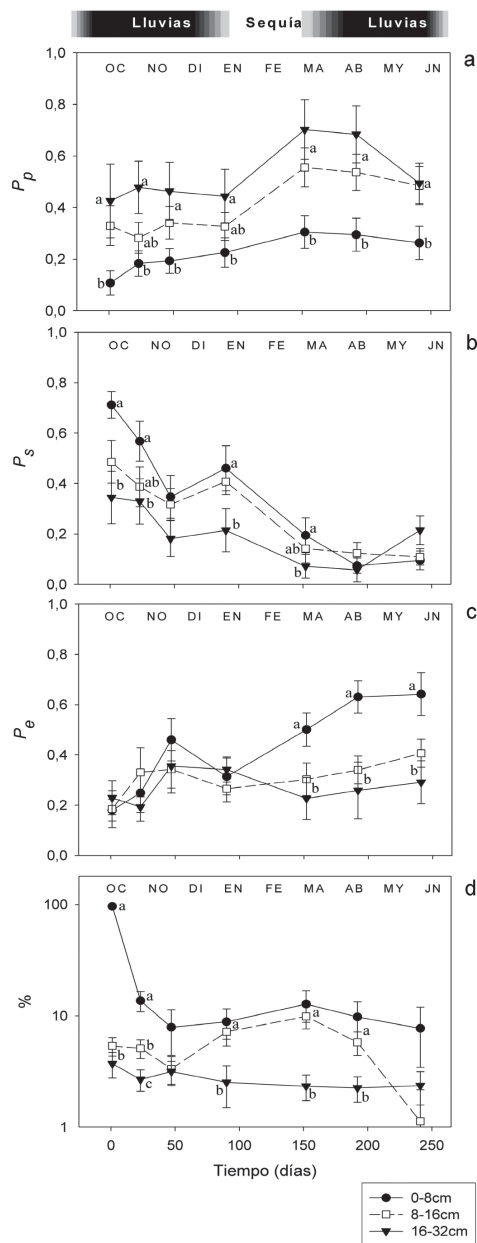 Lluvias Sequía Lluvias
a
OC NO DI EN FE MA AB MY JN
1,0
0,8
0,6
0,4
0,2
0,0
Pp
a a a a a a a
ab ab
b b b b b b b
b
OC NO DI EN FE MA AB MY JN
1,0
0,8
0,6
0,4
0,2
0,0
Ps
a a a a
ab ab
b b b b
c
OC NO DI EN FE MA AB MY JN
1,0
0,8
0,6
0,4
0,2
0,0
Pe
a a a
b b b
d
OC NO DI EN FE MA AB MY JN
100
10
1
%
a a a a a
b b b b b
c
0 50 100 150 200 250
Tiempo (días)
0-8cm
8-16cm
16-32cm